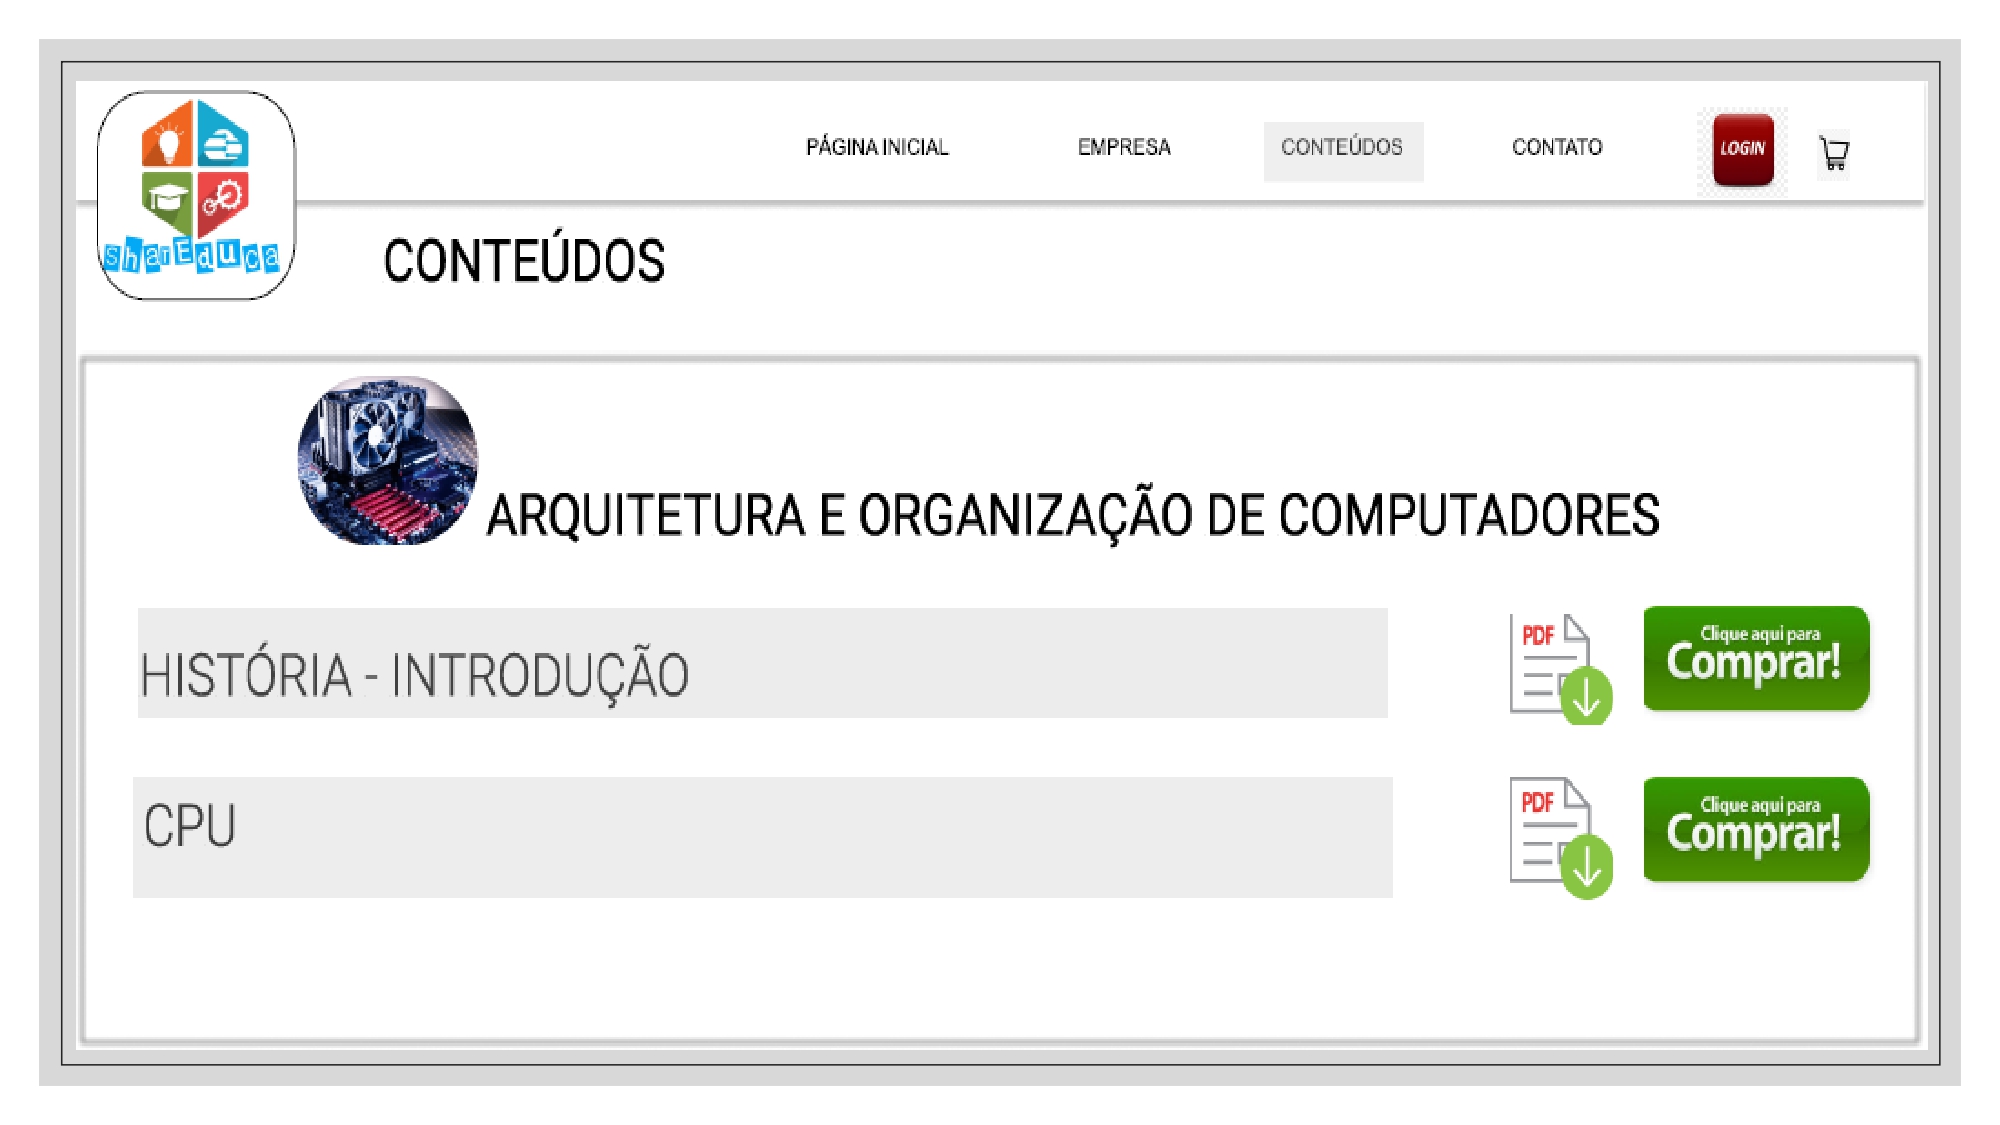 PÁGINA INICIAL EMPRESA CONTEÚDOS CONTATO LOGIN
sharEduca
CONTEÚDOS
ARQUITETURA E ORGANIZAÇÃO DE COMPUTADORES
HISTÓRIA - INTRODUÇÃO
PDF
Clique aqui para
Comprar!
CPU
PDF
Clique aqui para
Comprar!